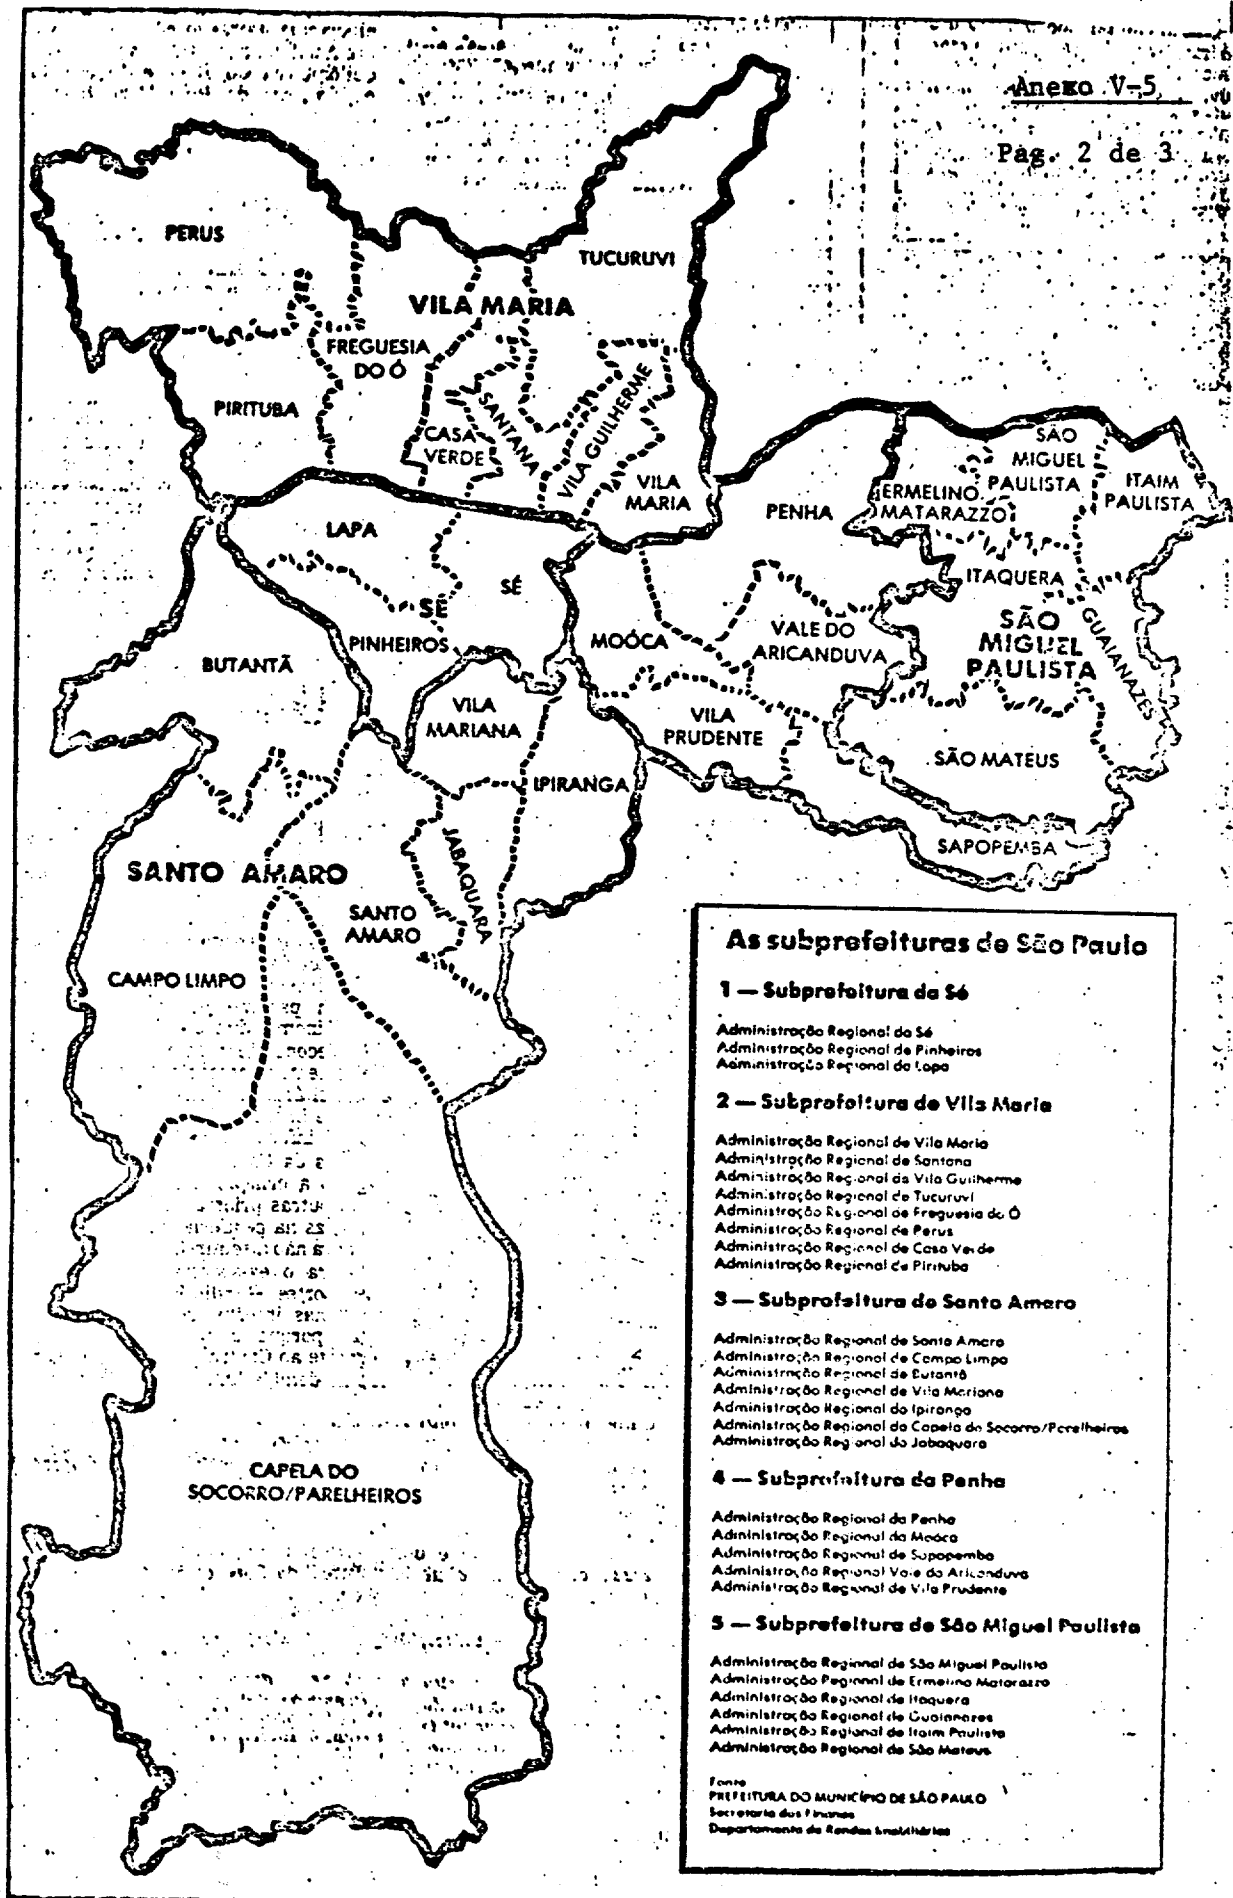 Anexo V-5
Pág. 2 de 3
PERUS
TUCURUVI
VILA MARIA
FREGUESIA
DO Ó
PIRITUBA
CASA
VERDE
SANTANA
VILA GUILHERME
VILA
MARIA
LAPA
SÉ
SÉ
PINHEIROS
BUTANTÃ
PENHA
ERMELINO
MATARAZZO
SÃO
MIGUEL
PAULISTA
ITAIM
PAULISTA
ITAQUERA
GUAIANAZES
SÃO
MIGUEL
PAULISTA
MOÓCA
VALE DO
ARICANDUVA
VILA
MARIANA
VILA
PRUDENTE
IPIRANGA
SÃO MATEUS
SAPOPEMBA
JABAQUARA
SANTO AMARO
SANTO
AMARO
CAMPO LIMPO
CAPELA DO
SOCORRO/PARELHEIROS
As subprefeituras de São Paulo
1 — Subprefeitura da Sé
Administração Regional da Sé
Administração Regional de Pinheiros
Administração Regional da Lapa
2 — Subprefeitura de Vila Maria
Administração Regional de Vila Maria
Administração Regional de Santana
Administração Regional da Vila Guilherme
Administração Regional do Tucuruvi
Administração Regional de Freguesia do Ó
Administração Regional de Perus
Administração Regional de Casa Verde
Administração Regional de Pirituba
3 — Subprefeitura de Santo Amaro
Administração Regional de Santo Amaro
Administração Regional de Campo Limpo
Administração Regional de Butantã
Administração Regional de Vila Mariana
Administração Regional do Ipiranga
Administração Regional da Capela do Socorro/Parelheiros
Administração Regional do Jabaquara
4 — Subprefeitura da Penha
Administração Regional da Penha
Administração Regional da Moóca
Administração Regional de Sapopemba
Administração Regional Vale do Aricanduva
Administração Regional de Vila Prudente
5 — Subprefeitura de São Miguel Paulista
Administração Regional de São Miguel Paulista
Administração Regional de Ermelino Matarazzo
Administração Regional de Itaquera
Administração Regional de Guaianazes
Administração Regional de Itaim Paulista
Administração Regional de São Mateus
Fonte
PREFEITURA DO MUNICÍPIO DE SÃO PAULO
Secretaria das Finanças
Departamento de Rendas Imobiliárias